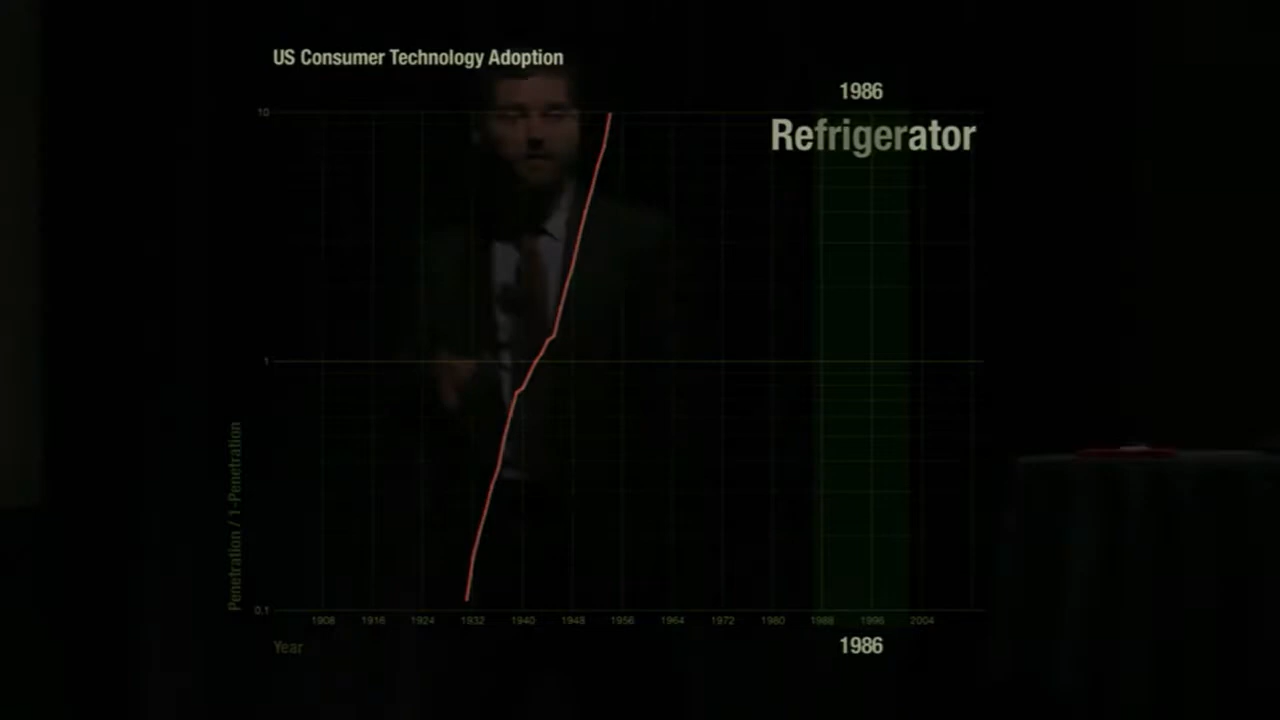 US Consumer Technology Adoption
1986
Refrigerator
10
1
0.1
Penetration / 1-Penetration
1908 1916 1924 1932 1940 1948 1956 1964 1972 1980 1988 1996 2004
Year
1986